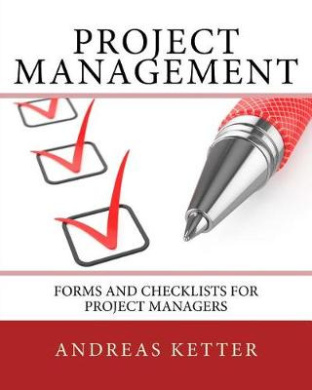 PROJECT
MANAGEMENT
FORMS AND CHECKLISTS FOR
PROJECT MANAGERS
ANDREAS KETTER